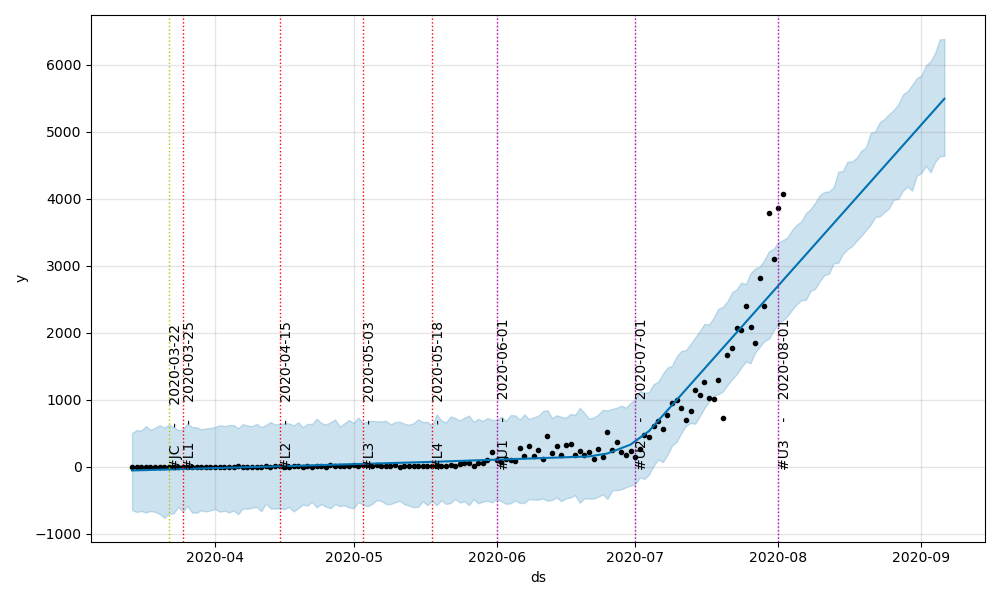 6000
5000
4000
3000
2000
1000
0
−1000
y
#JC - 2020-03-22
#L1 - 2020-03-25
#L2 - 2020-04-15
#L3 - 2020-05-03
#L4 - 2020-05-18
#U1 - 2020-06-01
#U2 - 2020-07-01
#U3 - 2020-08-01
2020-04 2020-05 2020-06 2020-07 2020-08 2020-09
ds